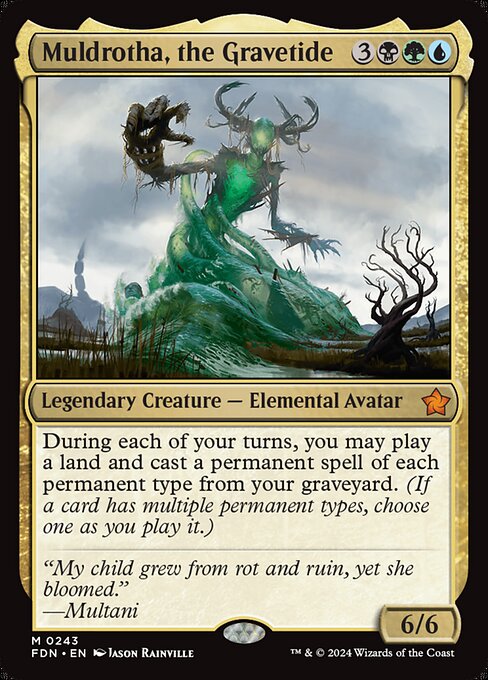 Muldrotha, the Gravetide 3
Legendary Creature — Elemental Avatar
During each of your turns, you may play
a land and cast a permanent spell of each
permanent type from your graveyard. (If
a card has multiple permanent types, choose
one as you play it.)
“My child grew from rot and ruin, yet she
bloomed.”
—Multani
6/6
M 0243
FDN • EN Jason Rainville
™ & © 2024 Wizards of the Coast